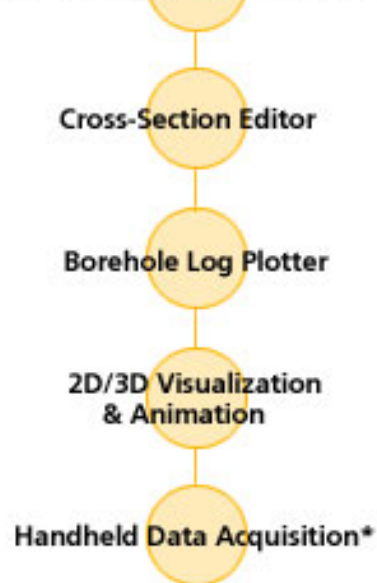 Cross-Section Editor
Borehole Log Plotter
2D/3D Visualization
& Animation
Handheld Data Acquisition*